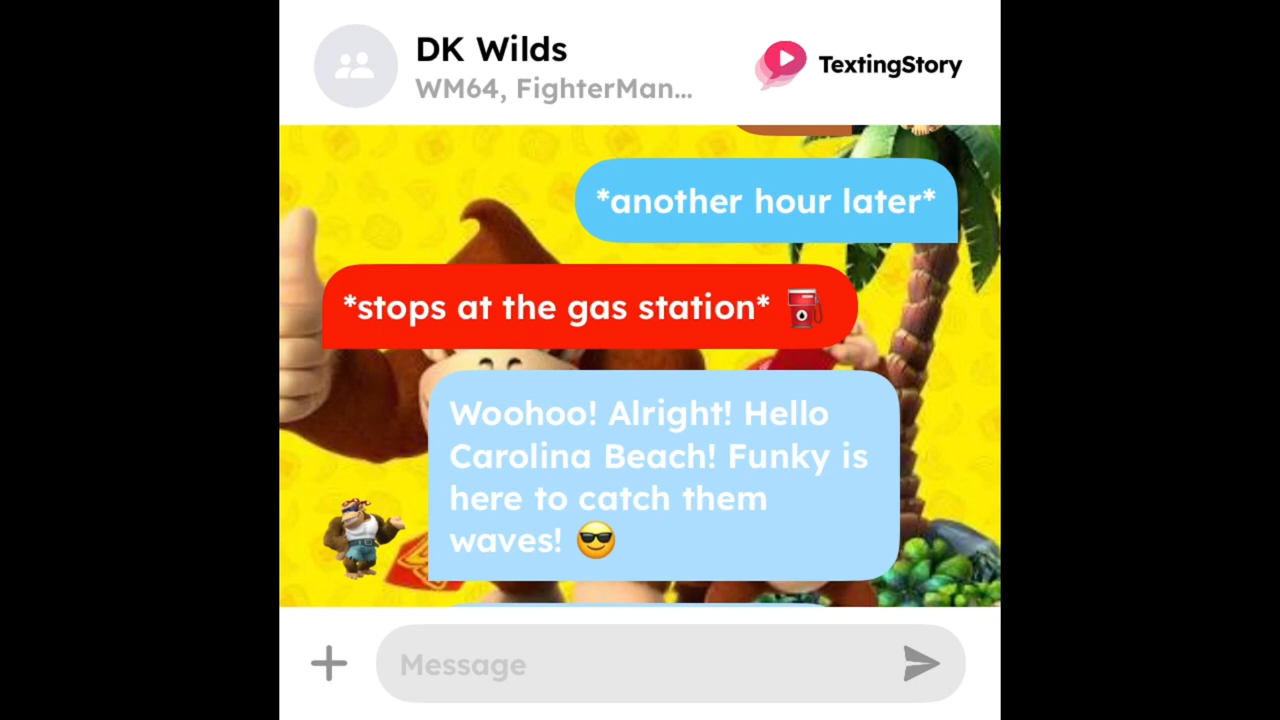 DK Wilds
WM64, FighterMan...
TextingStory
*another hour later*
*stops at the gas station* ⛽
Woohoo! Alright! Hello
Carolina Beach! Funky is
here to catch them
waves! 😎
Message